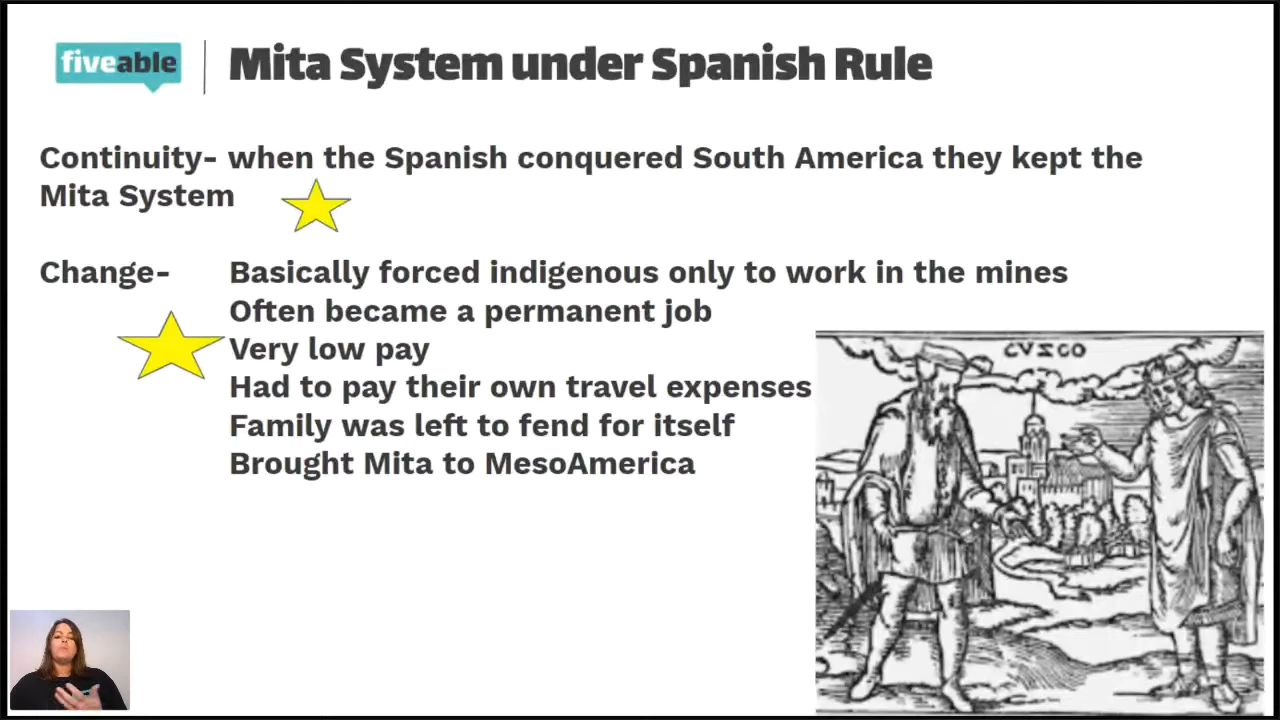 fiveable
Mita System under Spanish Rule
Continuity- when the Spanish conquered South America they kept the
Mita System
Change- Basically forced indigenous only to work in the mines
Often became a permanent job
Very low pay
Had to pay their own travel expenses
Family was left to fend for itself
Brought Mita to MesoAmerica
CVZCO